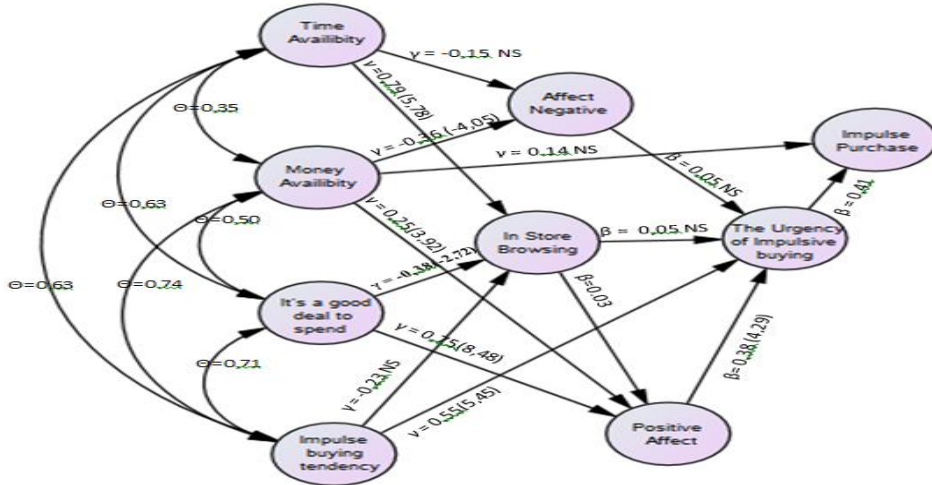 Time
Availibity
γ = -0,15 NS
γ=0,79(5,78)
Affect
Negative
Θ=0,35
γ = -0,36(-4,05)
Impulse
Purchase
γ = 0.14 NS
Money
Availibity
β = 0,05 NS
β = 0,41
Θ=0,63
Θ=0,50
γ = 0,25(3,92)
In Store
Browsing
β = 0,05 NS
The Urgency
of Impulsive
buying
γ = -0,38(-2,72)
β=0,03
Θ=0,63
Θ=0,74
It's a good
deal to
spend
γ = 0,75(8,48)
β=0,38(4,29)
Θ=0,71
γ = -0,23 NS
γ = 0,55(5,45)
Positive
Affect
Impulse
buying
tendency